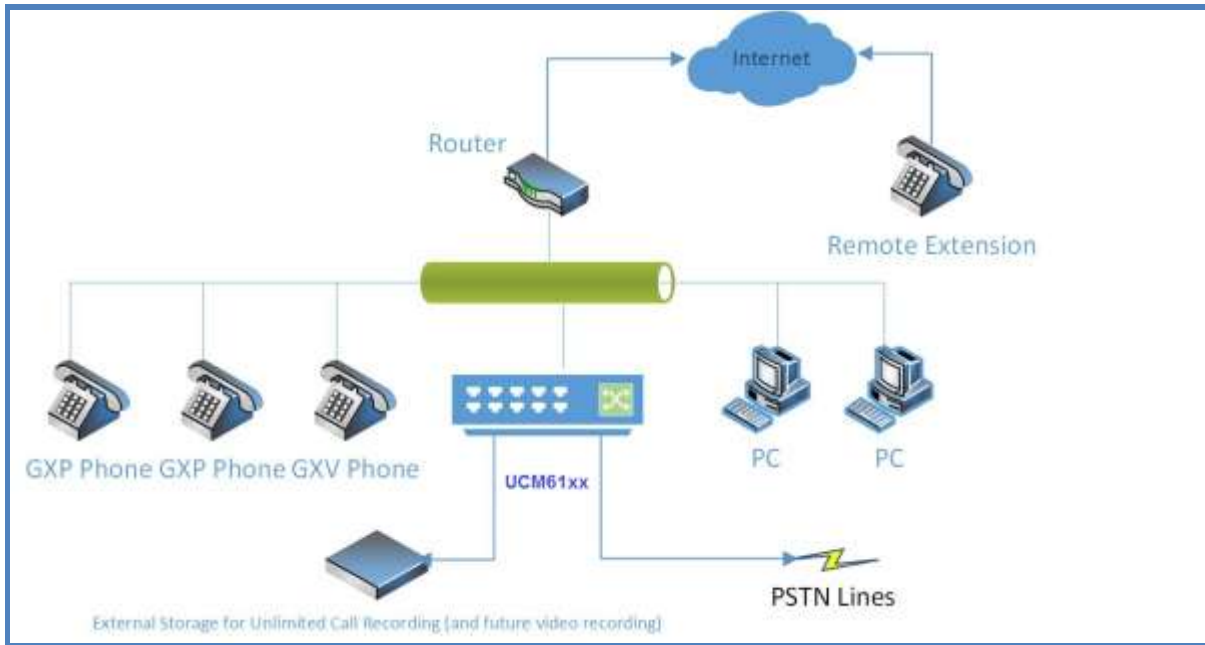 Internet
Router
Remote Extension
GXP Phone GXP Phone GXV Phone
PC PC
UCM61xx
PSTN Lines
External Storage for Unlimited Call Recording (and future video recording)